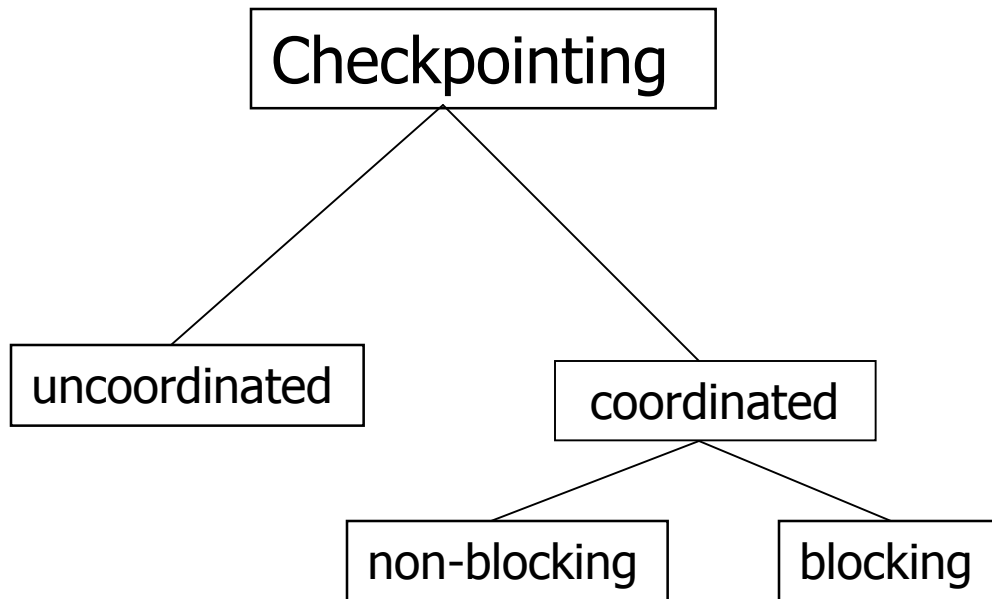 Checkpointing
uncoordinated
coordinated
non-blocking
blocking